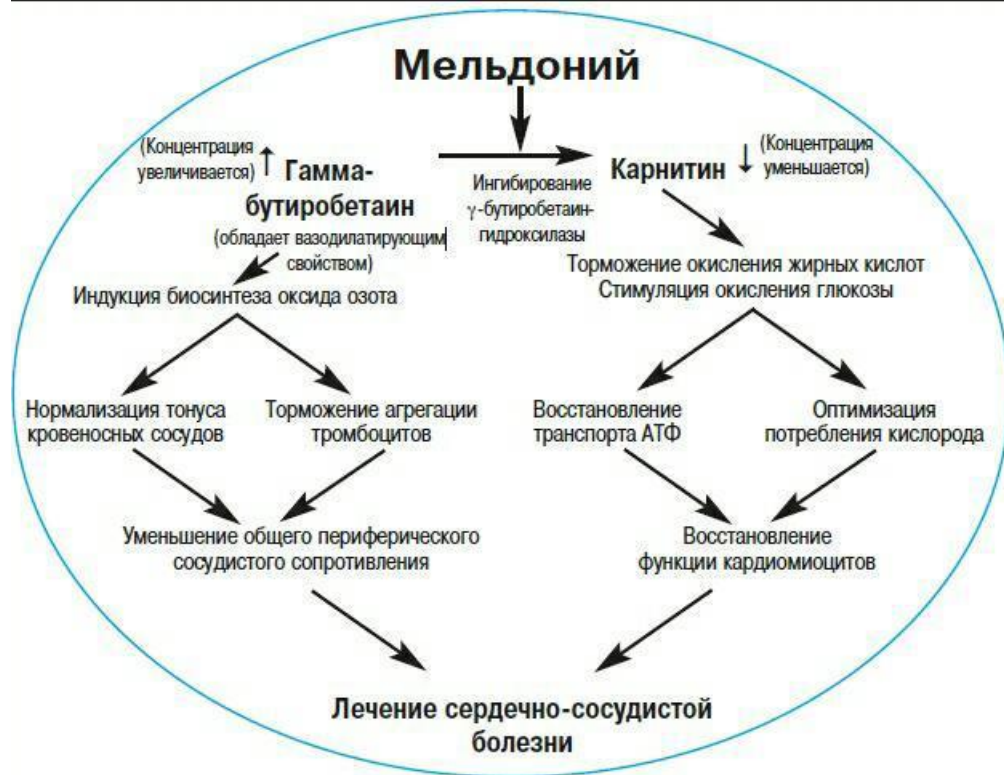 Мельдоний
(Концентрация
увеличивается) ↑
Гамма-
бутиробетаин
(обладает вазодилатирующим
свойством)
Ингибирование
γ-бутиробетаин-
гидроксилазы
Карнитин
↓ (Концентрация
уменьшается)
Индукция биосинтеза оксида озота
Торможение окисления жирных кислот
Стимуляция окисления глюкозы
Нормализация тонуса
кровеносных сосудов
Торможение агрегации
тромбоцитов
Восстановление
транспорта АТФ
Оптимизация
потребления кислорода
Уменьшение общего периферического
сосудистого сопротивления
Восстановление
функции кардиомиоцитов
Лечение сердечно-сосудистой
болезни